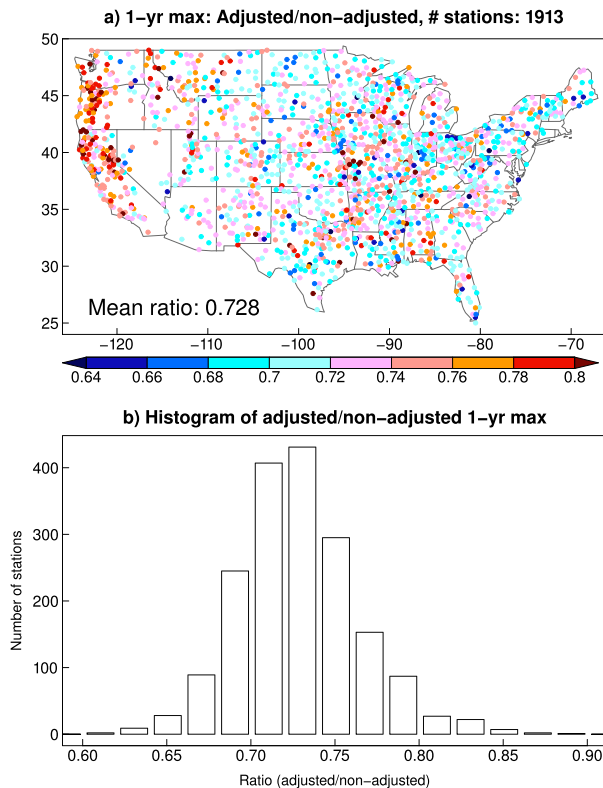 a) 1−yr max: Adjusted/non−adjusted, # stations: 1913
50
45
40
35
30
25
Mean ratio: 0.728
−120 −110 −100 −90 −80 −70
0.64 0.66 0.68 0.7 0.72 0.74 0.76 0.78 0.8
b) Histogram of adjusted/non−adjusted 1−yr max
Number of stations
400
300
200
100
0
0.60 0.65 0.70 0.75 0.80 0.85 0.90
Ratio (adjusted/non−adjusted)